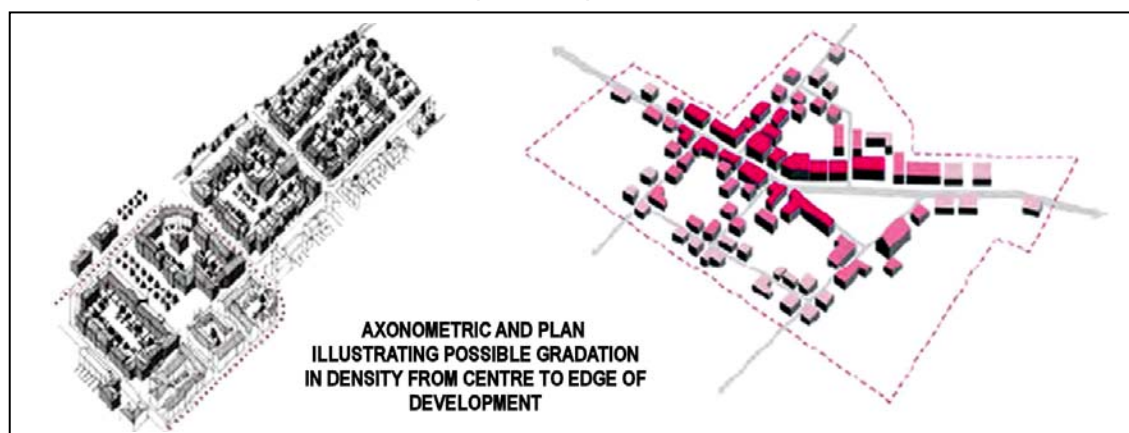 AXONOMETRIC AND PLAN
ILLUSTRATING POSSIBLE GRADATION
IN DENSITY FROM CENTRE TO EDGE OF
DEVELOPMENT